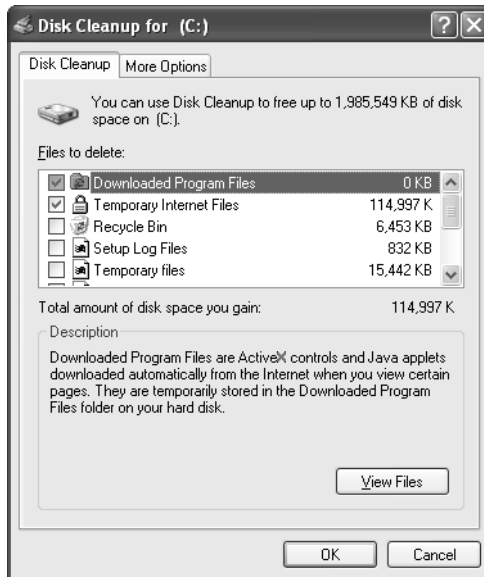 Disk Cleanup for (C:)
Disk Cleanup
More Options
You can use Disk Cleanup to free up to 1,985,549 KB of disk
space on (C:).
Files to delete:
Downloaded Program Files 0 KB
Temporary Internet Files 114,997 K
Recycle Bin 6,453 KB
Setup Log Files 832 KB
Temporary files 15,442 KB
Total amount of disk space you gain: 114,997 K
Description
Downloaded Program Files are ActiveX controls and Java applets
downloaded automatically from the Internet when you view certain
pages. They are temporarily stored in the Downloaded Program
Files folder on your hard disk.
View Files
OK Cancel